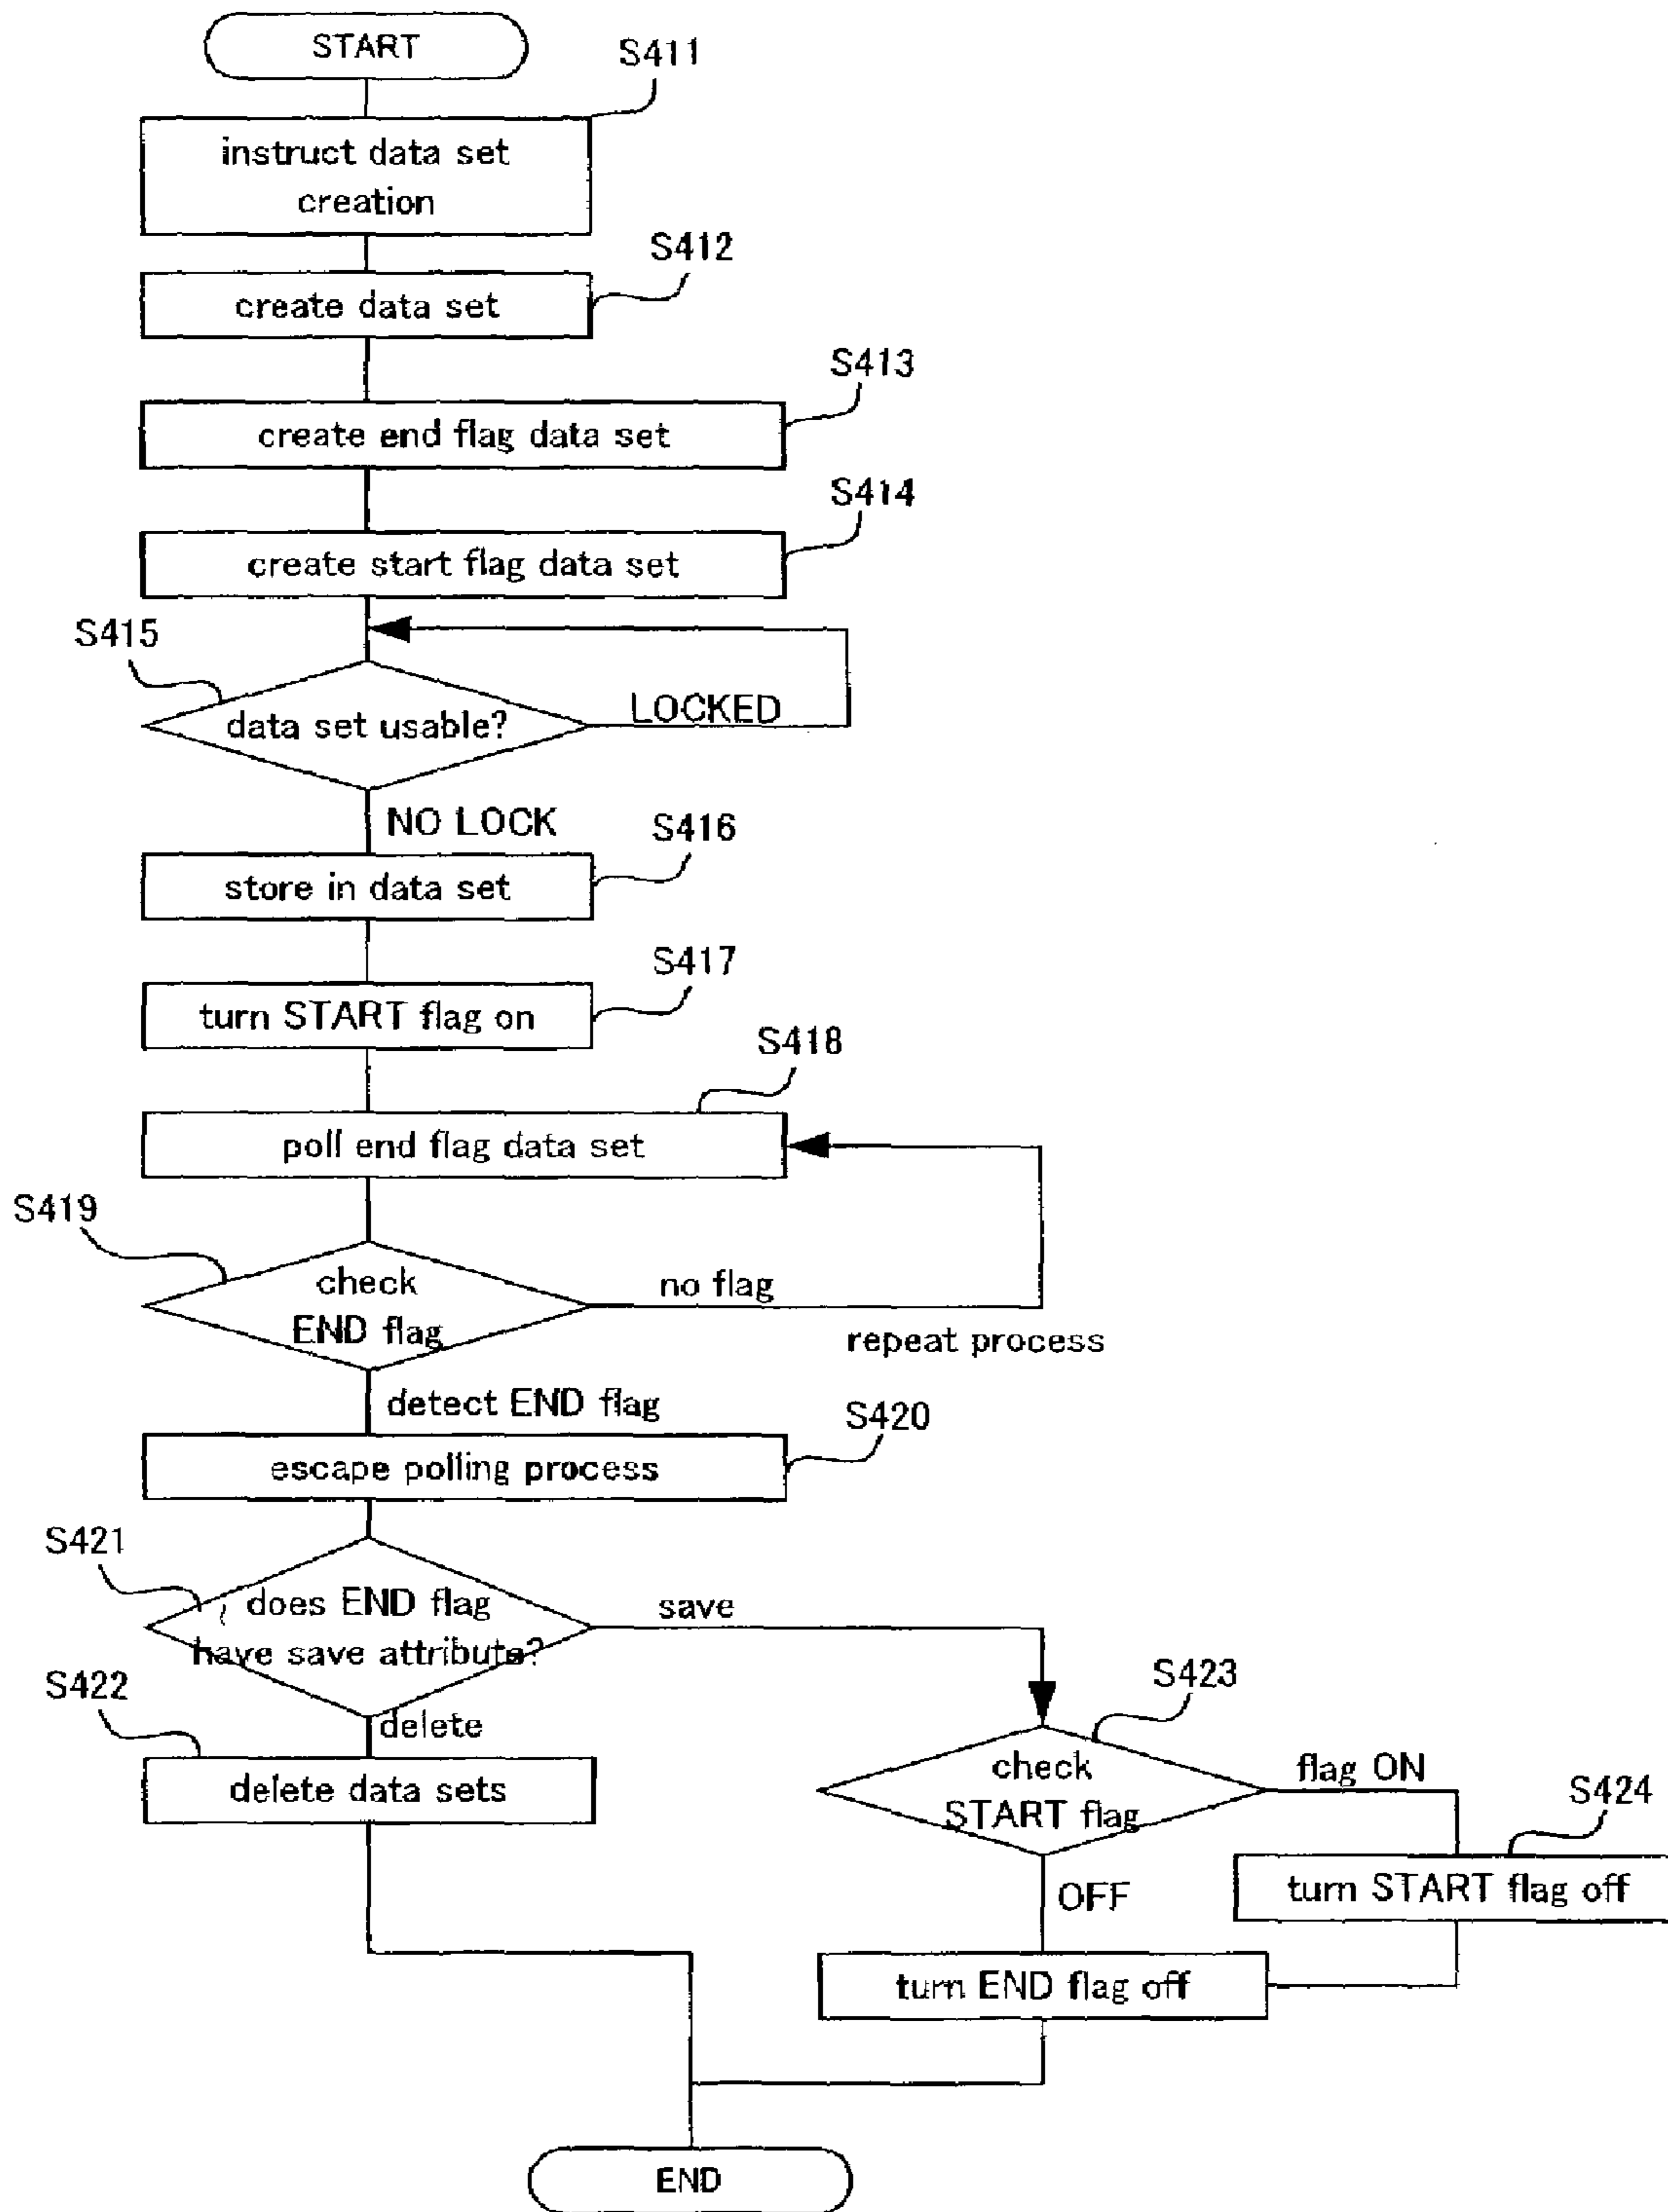 START
S411
instruct data set
creation
S412
create data set
S413
create end flag data set
S414
create start flag data set
S415
data set usable?
LOCKED
NO LOCK
S416
store in data set
S417
turn START flag on
S418
poll end flag data set
S419
check
END flag
no flag
repeat process
detect END flag
S420
escape polling process
S421
does END flag
have save attribute?
save
S422
delete
delete data sets
S423
check
START flag
flag ON
S424
turn START flag off
OFF
turn END flag off
END